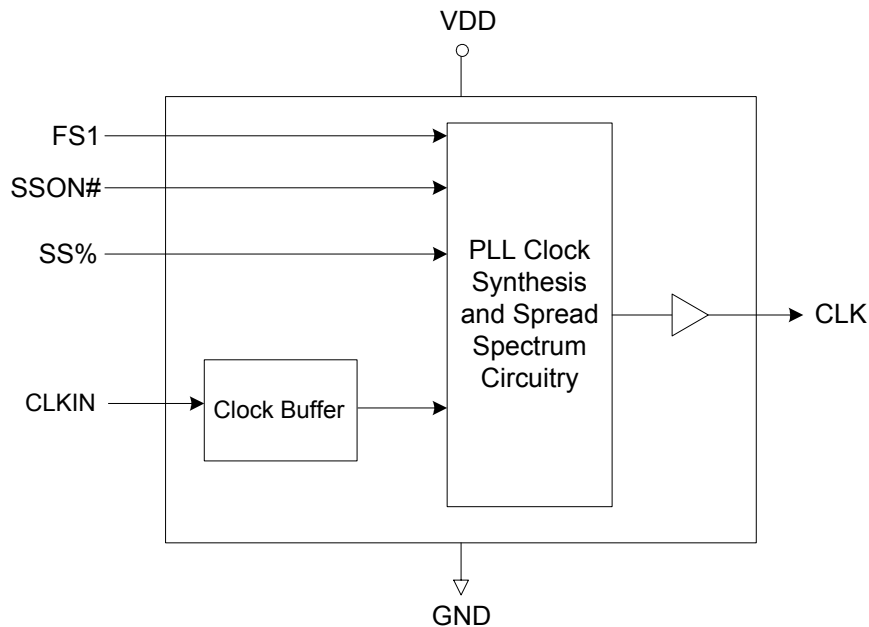 VDD
FS1
SSON#
SS%
PLL Clock
Synthesis
and Spread
Spectrum
Circuitry
CLK
CLKIN
Clock Buffer
GND